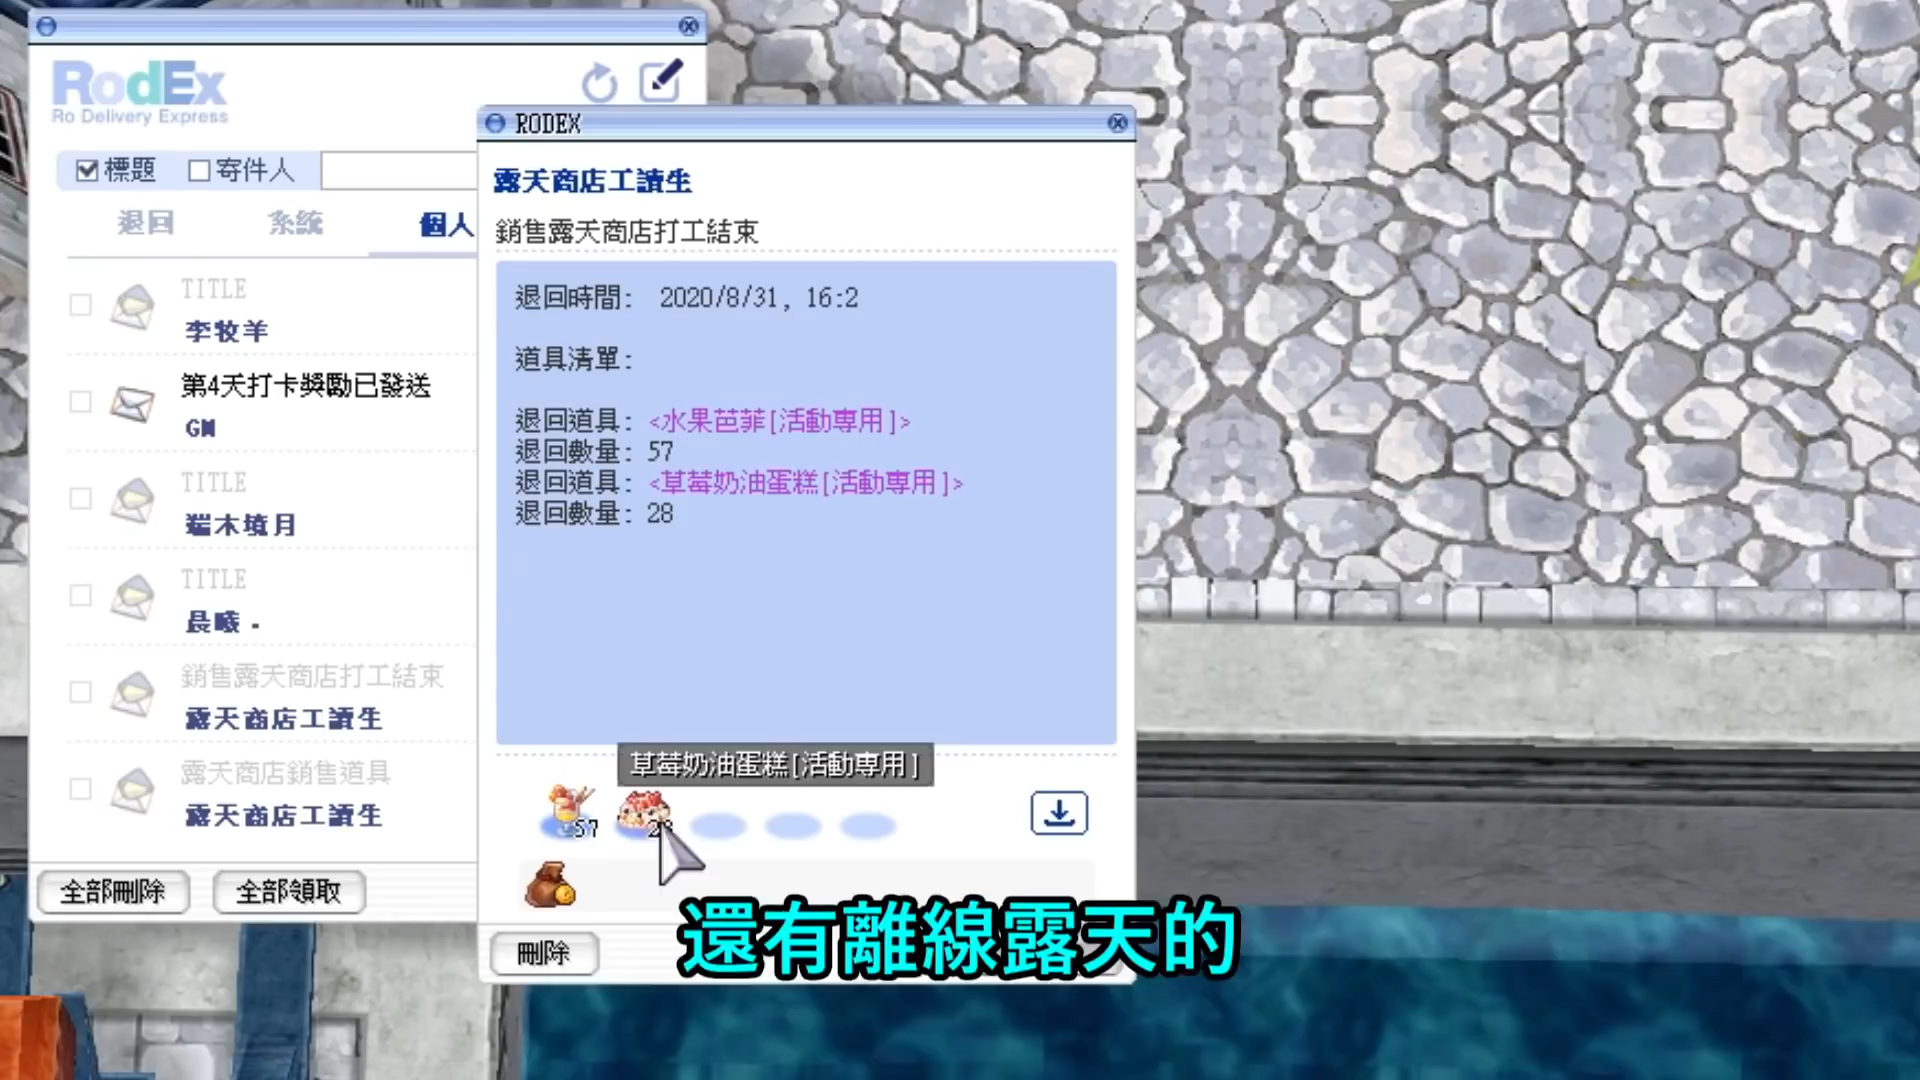 RodEx
Ro Delivery Express
標題
寄件人
退回
系統
個人
TITLE
李牧羊
第4天打卡獎勵已發送
GM
TITLE
TITLE
晨曦 .
銷售露天商店打工結束
露天商店工讀生
露天商店銷售道具
露天商店工讀生
全部刪除
全部領取
RODEX
露天商店工讀生
銷售露天商店打工結束
退回時間: 2020/8/31, 16:2
道具清單:
退回道具: <水果芭菲[活動專用]>
退回數量: 57
退回道具: <草莓奶油蛋糕[活動專用]>
退回數量: 28
草莓奶油蛋糕[活動專用]
57
刪除
還有離線露天的